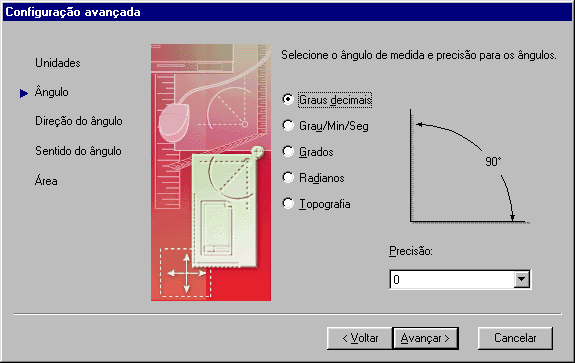 Configuração avançada
Selecione o ângulo de medida e precisão para os ângulos.
Unidades
Ângulo
Direção do ângulo
Sentido do ângulo
Área
Graus decimais
Grau/Min/Seg
Grados
Radianos
Topografia
90°
Precisão:
0
< Voltar
Avançar >
Cancelar